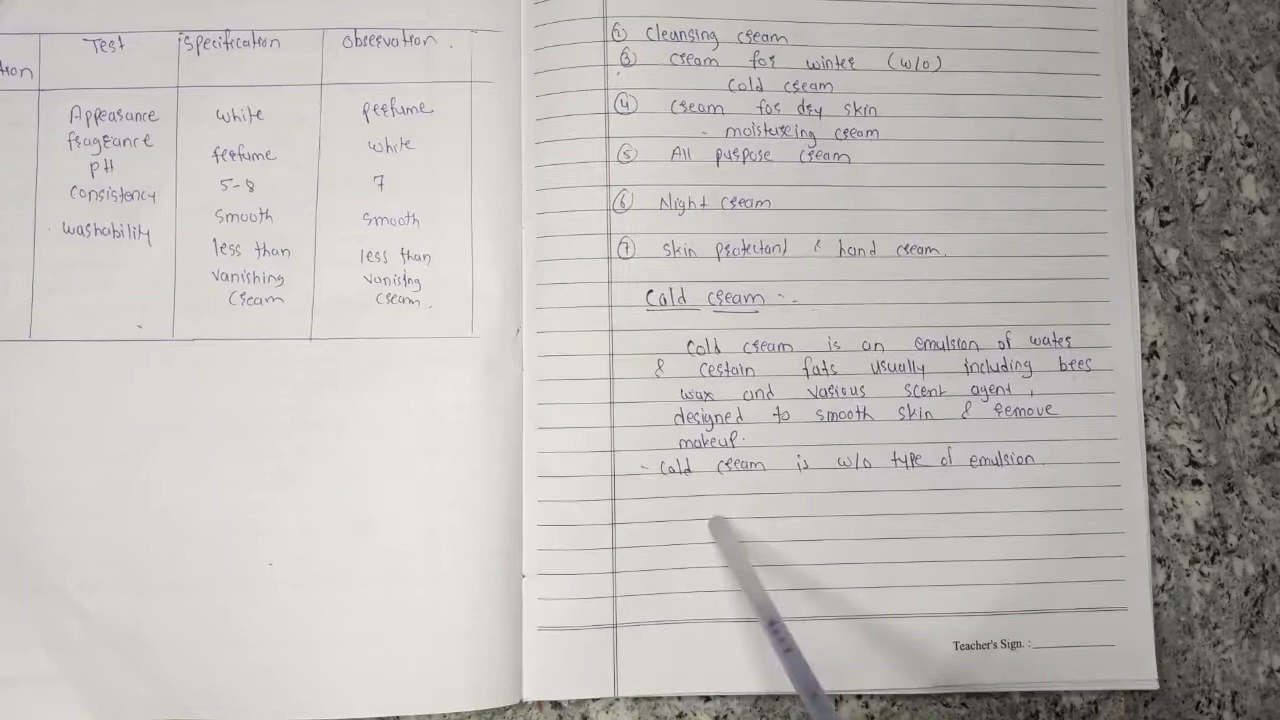 Test specification observation.
tion
Appearance white perfume
fragrance perfume white
pH 5-8 7
consistency smooth smooth
washability less than less than
vanishing vanising
cream cream.
② Cleansing cream
③ cream for winter (w/o)
Cold cream
④ cream for dry skin
- moistureing cream
⑤ All purpose cream
⑥ Night cream
⑦ skin protectant & hand cream.
Cold cream :-
Cold cream is an emulsion of water
& certain fats usually including bees
wax and various scent agent,
designed to smooth skin & remove
makeup.
- Cold cream is w/o type of emulsion.
Teacher's Sign. :